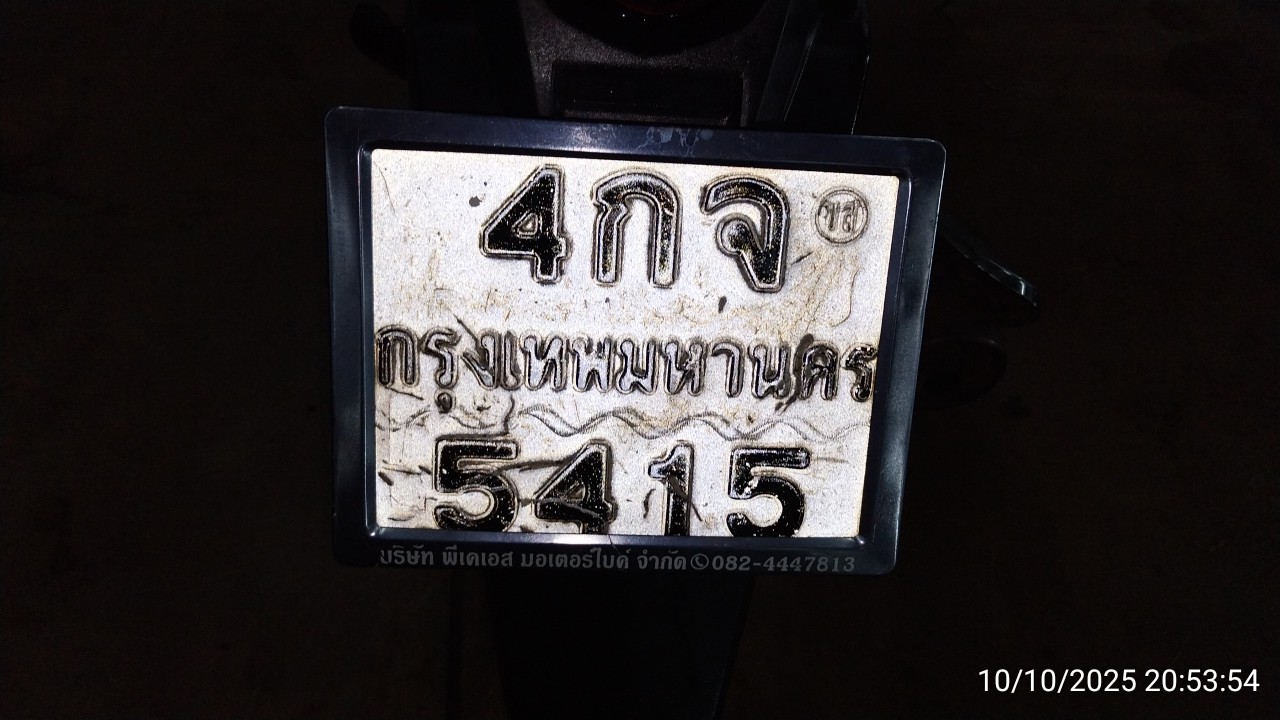 4กจ
ขส
กรุงเทพมหานคร
5415
บริษัท พีเคเอส มอเตอร์ไบค์ จำกัด 082-4447813
10/10/2025 20:53:54